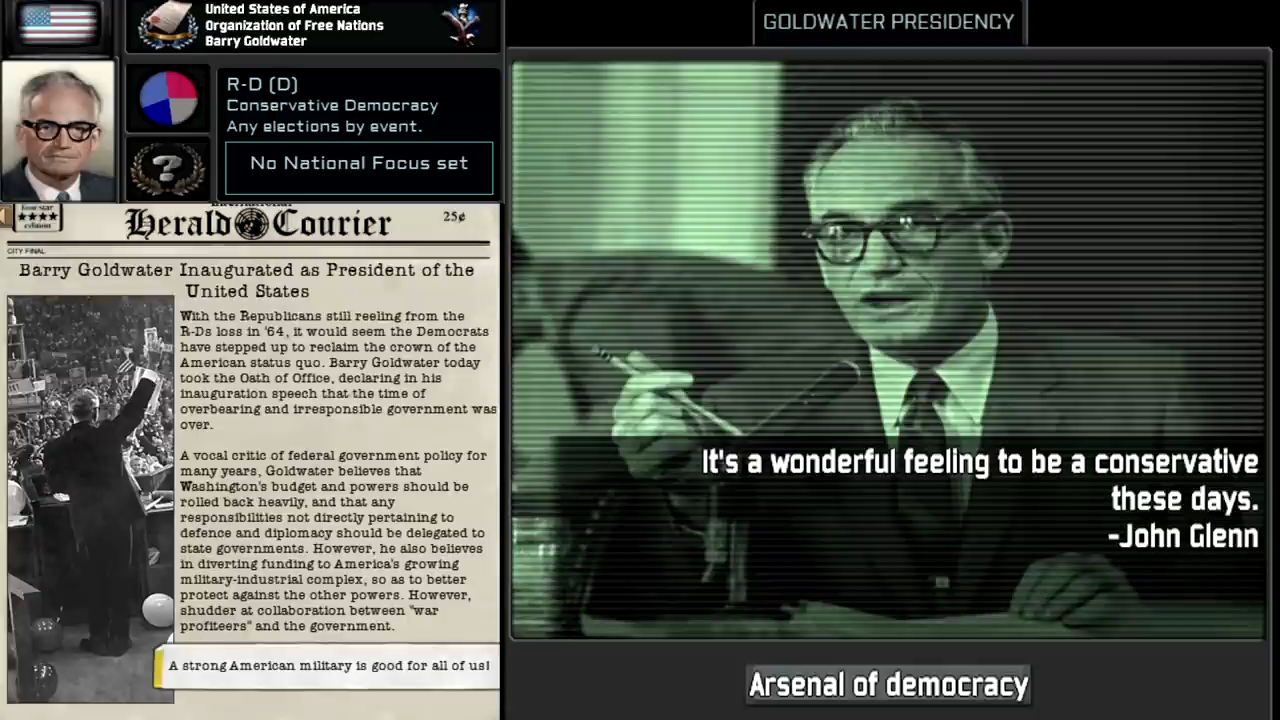 United States of America
Organization of Free Nations
Barry Goldwater
R-D (D)
Conservative Democracy
Any elections by event.
No National Focus set
four star
edition
International
Herald Courier
25¢
CITY FINAL
Barry Goldwater Inaugurated as President of the
United States
With the Republicans still reeling from the
R-Ds loss in '64, it would seem the Democrats
have stepped up to reclaim the crown of the
American status quo. Barry Goldwater today
took the Oath of Office, declaring in his
inauguration speech that the time of
overbearing and irresponsible government was
over.
A vocal critic of federal government policy for
many years, Goldwater believes that
Washington's budget and powers should be
rolled back heavily, and that any
responsibilities not directly pertaining to
defence and diplomacy should be delegated to
state governments. However, he also believes
in diverting funding to America's growing
military-industrial complex, so as to better
protect against the other powers. However,
shudder at collaboration between "war
profiteers" and the government.
A strong American military is good for all of us!
GOLDWATER PRESIDENCY
It's a wonderful feeling to be a conservative
these days.
-John Glenn
Arsenal of democracy